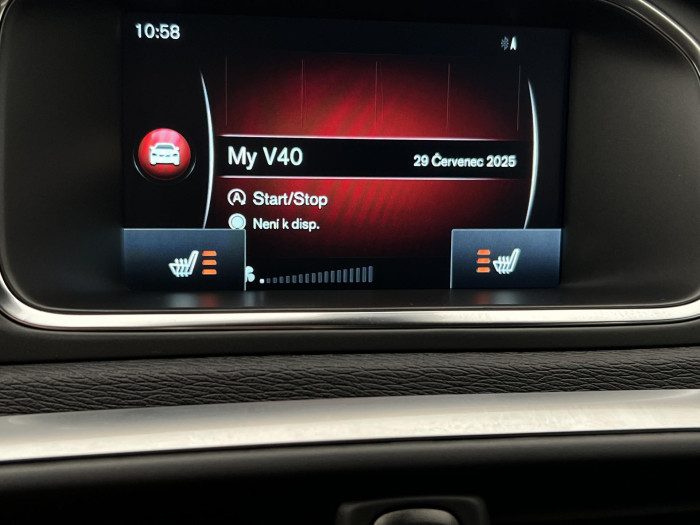 10:58
My V40
29 Červenec 2025
Start/Stop
Není k disp.